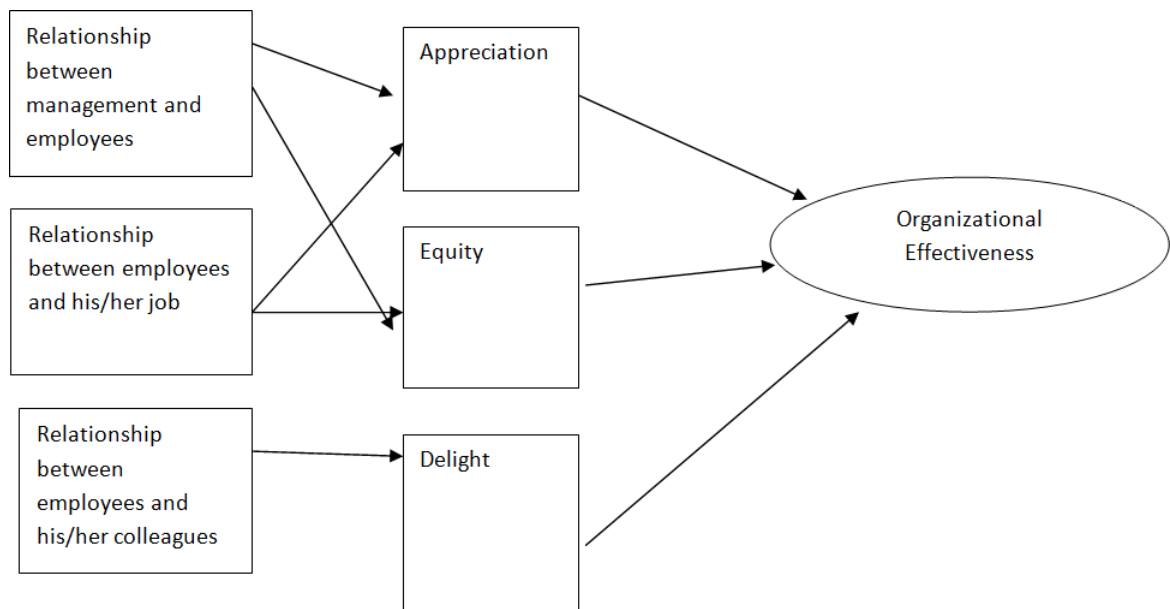 Relationship
between
management and
employees
Appreciation
Relationship
between employees
and his/her job
Equity
Organizational
Effectiveness
Relationship
between
employees and
his/her colleagues
Delight